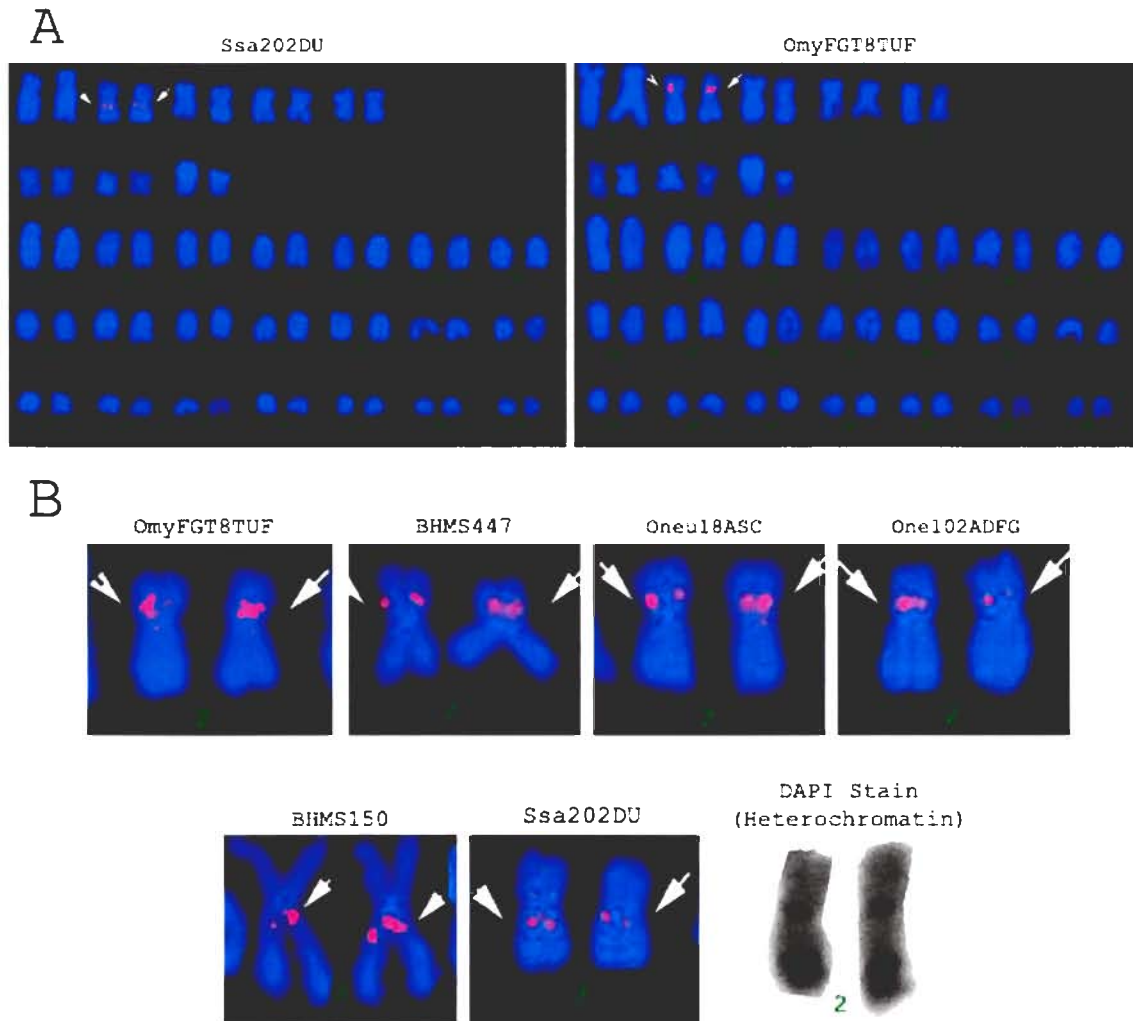 A
Ssa202DU
OmyFGT8TUF
B
OmyFGT8TUF
BHMS447
Oneu18ASC
One102ADFG
BHMS150
Ssa202DU
DAPI Stain
(Heterochromatin)
2